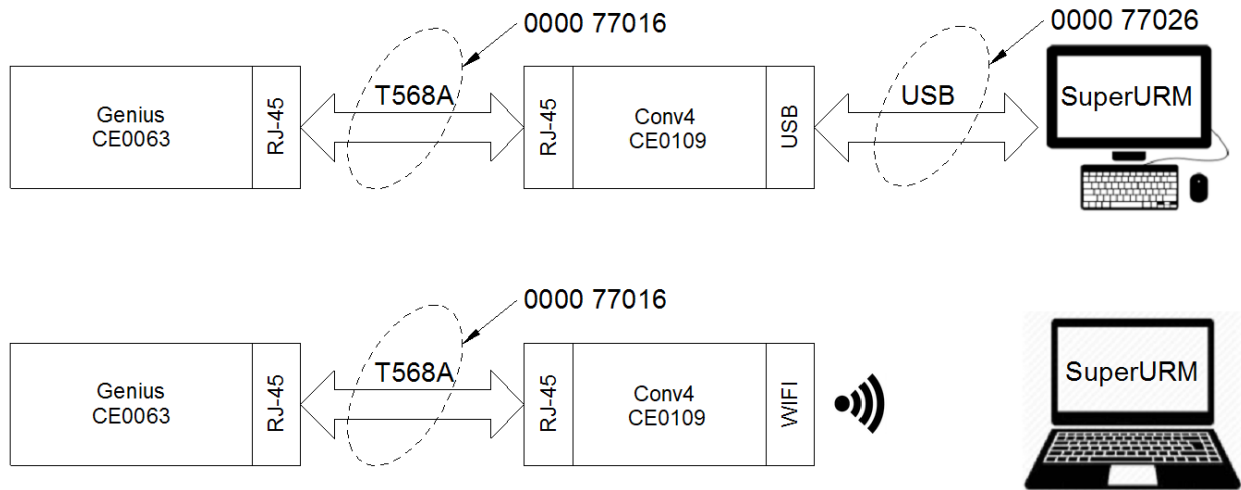 0000 77016
0000 77026
Genius
CE0063
RJ-45
T568A
RJ-45
Conv4
CE0109
USB
USB
SuperURM
0000 77016
Genius
CE0063
RJ-45
T568A
RJ-45
Conv4
CE0109
WIFI
SuperURM